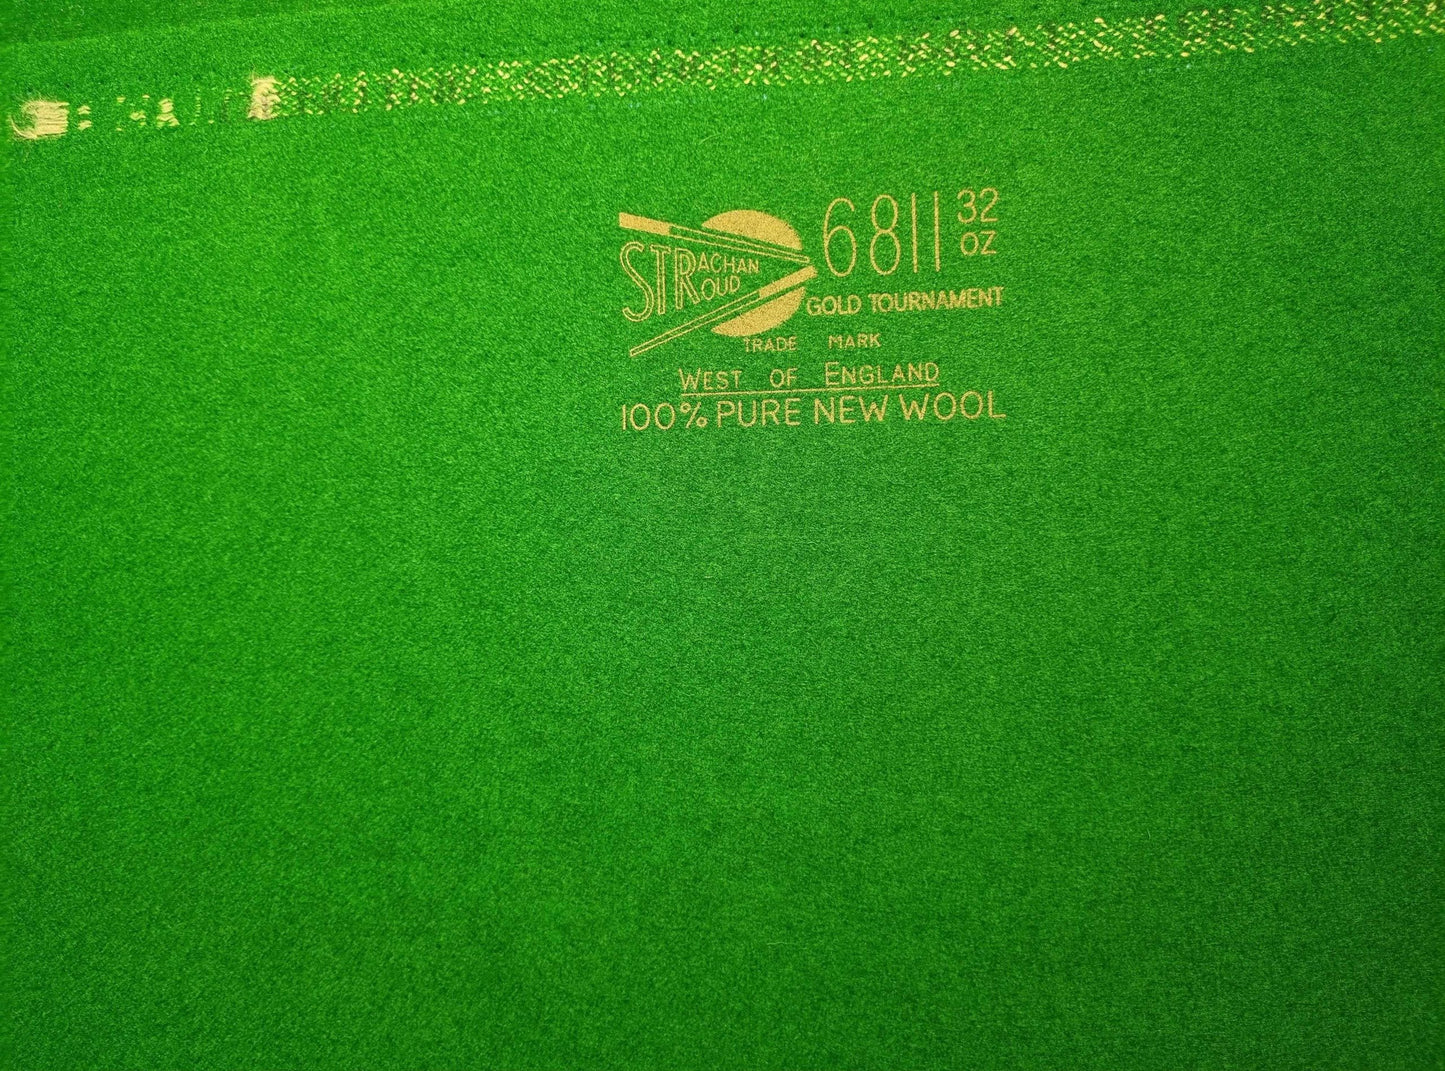 STRACHAN
STROUD
6811 32 OZ
GOLD TOURNAMENT
TRADE MARK
WEST OF ENGLAND
100% PURE NEW WOOL